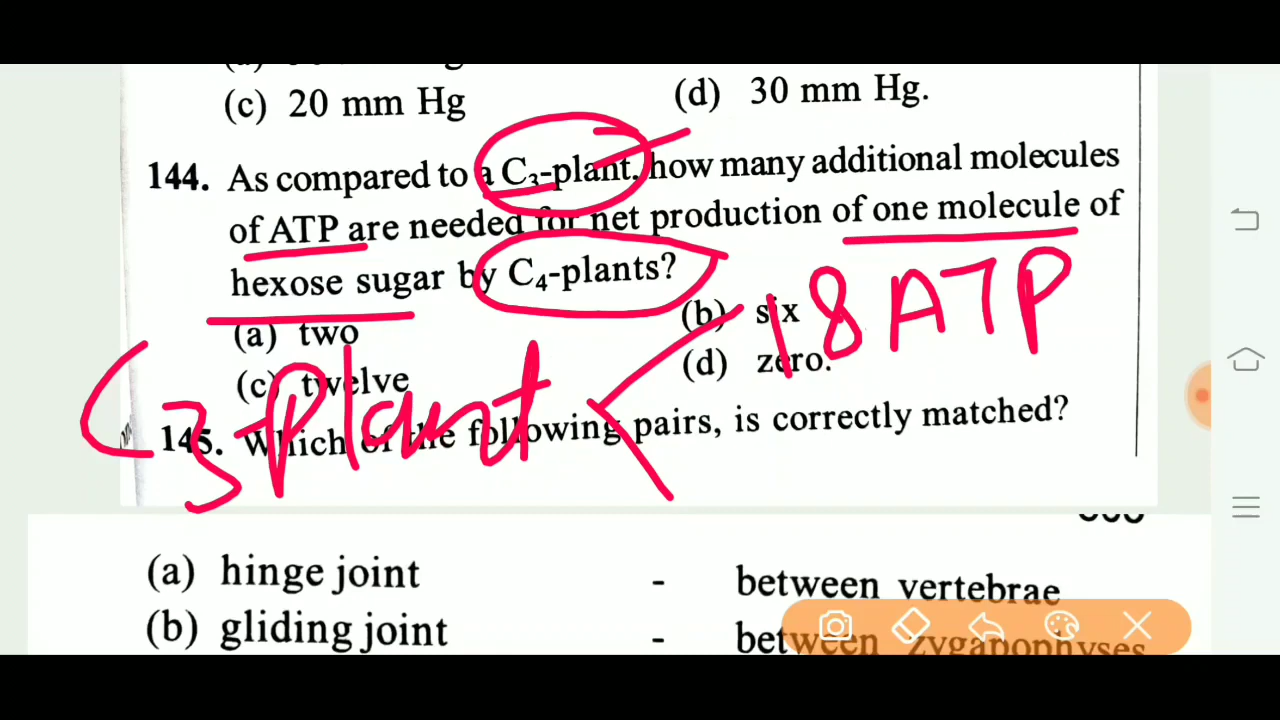 (c) 20 mm Hg (d) 30 mm Hg.
144. As compared to a C₃-plant, how many additional molecules
of ATP are needed for net production of one molecule of
hexose sugar by C₄-plants?
(a) two (b) six
18 ATP
(c) twelve (d) zero.
C3-Plant
145. Which of the following pairs, is correctly matched?
(a) hinge joint - between vertebrae
(b) gliding joint - between zygapophyses